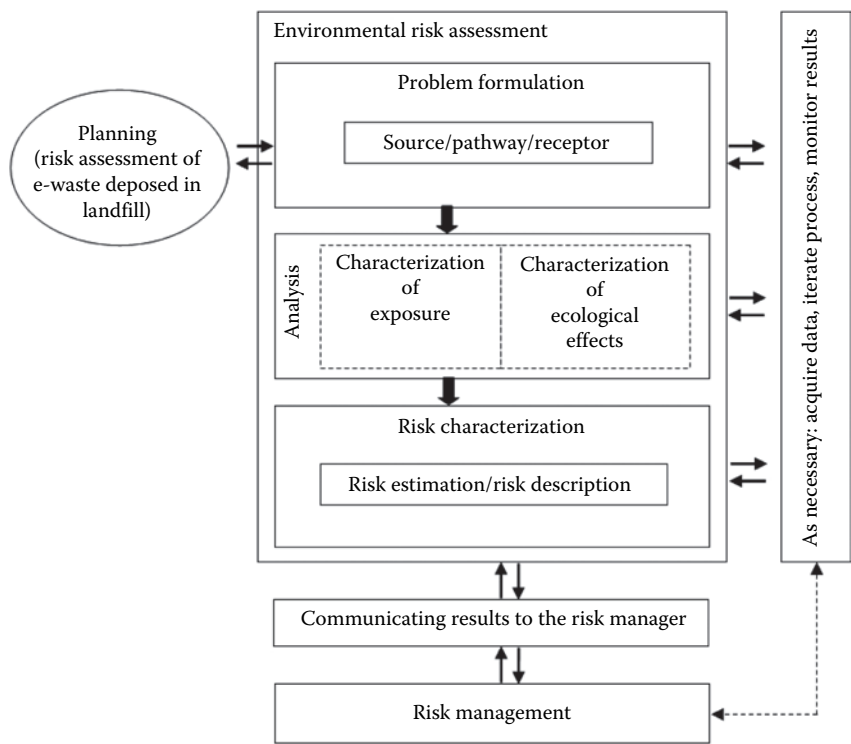 Environmental risk assessment
Problem formulation
Source/pathway/receptor
Planning
(risk assessment of
e-waste deposed in
landfill)
Analysis
Characterization
of
exposure
Characterization
of
ecological
effects
Risk characterization
Risk estimation/risk description
As necessary: acquire data, iterate process, monitor results
Communicating results to the risk manager
Risk management